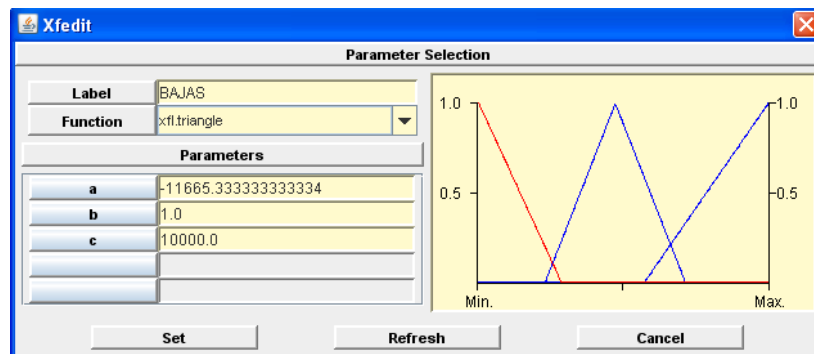 Xfedit
Parameter Selection
Label BAJAS
Function xfl.triangle
Parameters
a -11665.333333333334
b 1.0
c 10000.0
1.0 1.0
0.5 0.5
Min. Max.
Set Refresh Cancel